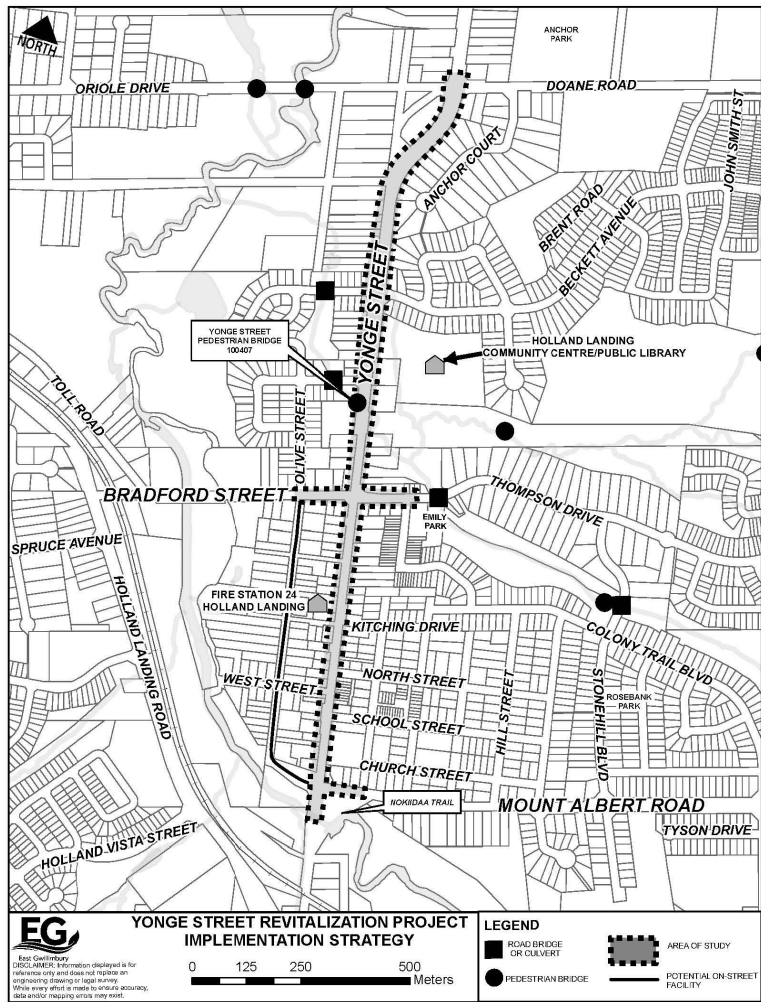 NORTH
ANCHOR
PARK
ORIOLE DRIVE
DOANE ROAD
JOHN SMITH ST
ANCHOR COURT
BRENT ROAD
BECKETT AVENUE
YONGE STREET
YONGE STREET
PEDESTRIAN BRIDGE
100407
HOLLAND LANDING
COMMUNITY CENTRE/PUBLIC LIBRARY
TOLL ROAD
OLIVE STREET
BRADFORD STREET
THOMPSON DRIVE
EMILY
PARK
SPRUCE AVENUE
HOLLAND LANDING ROAD
FIRE STATION 24
HOLLAND LANDING
KITCHING DRIVE
COLONY TRAIL BLVD
WEST STREET
NORTH STREET
HILL STREET
STONEHILL BLVD
ROSEBANK
PARK
SCHOOL STREET
CHURCH STREET
NOKIIDAA TRAIL
MOUNT ALBERT ROAD
TYSON DRIVE
HOLLAND VISTA STREET
EG
East Gwillimbury
DISCLAIMER: Information displayed is for
reference only and does not replace an
engineering drawing or legal survey.
While every effort is made to ensure accuracy,
data and/or mapping errors may exist.
YONGE STREET REVITALIZATION PROJECT
IMPLEMENTATION STRATEGY
0 125 250 500
Meters
LEGEND
ROAD BRIDGE
OR CULVERT
AREA OF STUDY
PEDESTRIAN BRIDGE
POTENTIAL ON-STREET
FACILITY